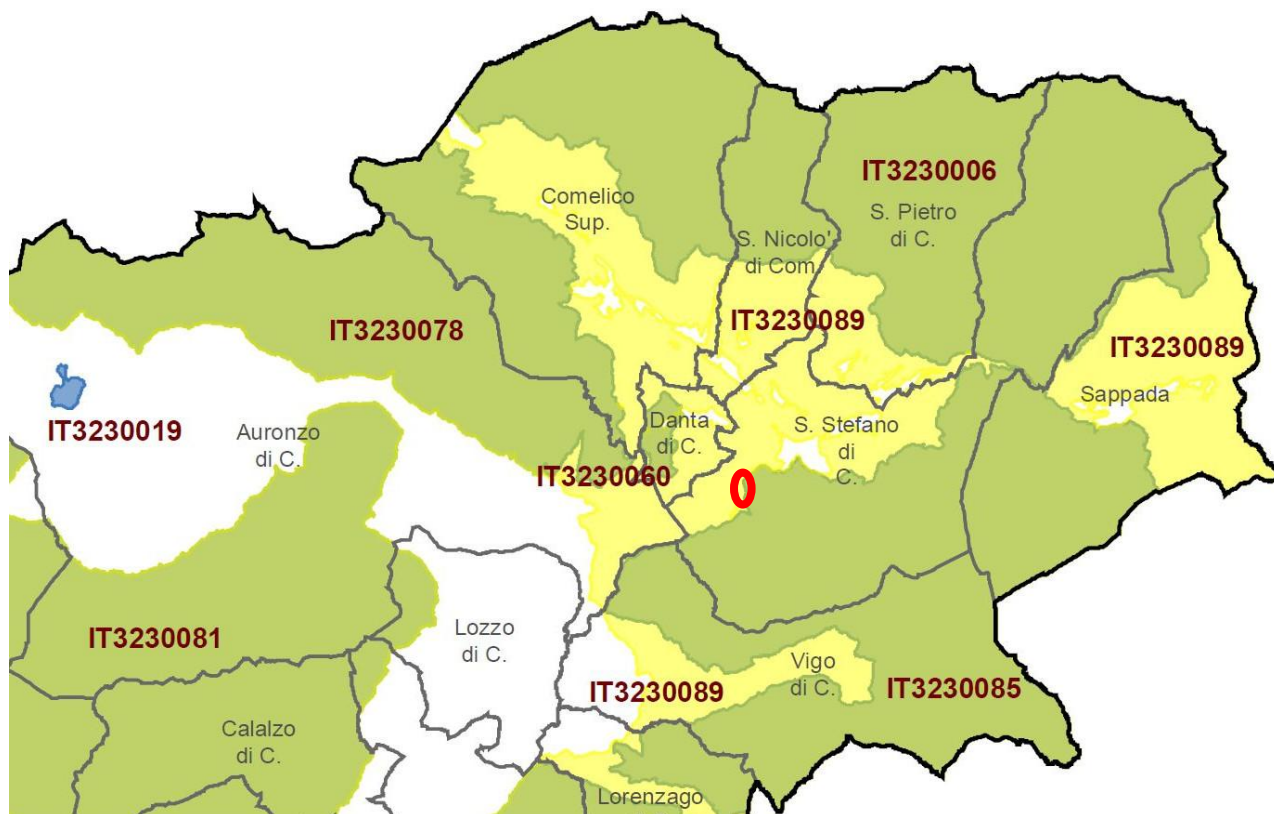 IT3230006
Comelico
Sup.
S. Pietro
di C.
S. Nicolo'
di Com.
IT3230078
IT3230089
IT3230089
Sappada
IT3230019
Auronzo
di C.
Danta
di C.
S. Stefano
di
C.
IT3230060
IT3230081
Lozzo
di C.
Vigo
di C.
IT3230089
IT3230085
Calalzo
di C.
Lorenzago